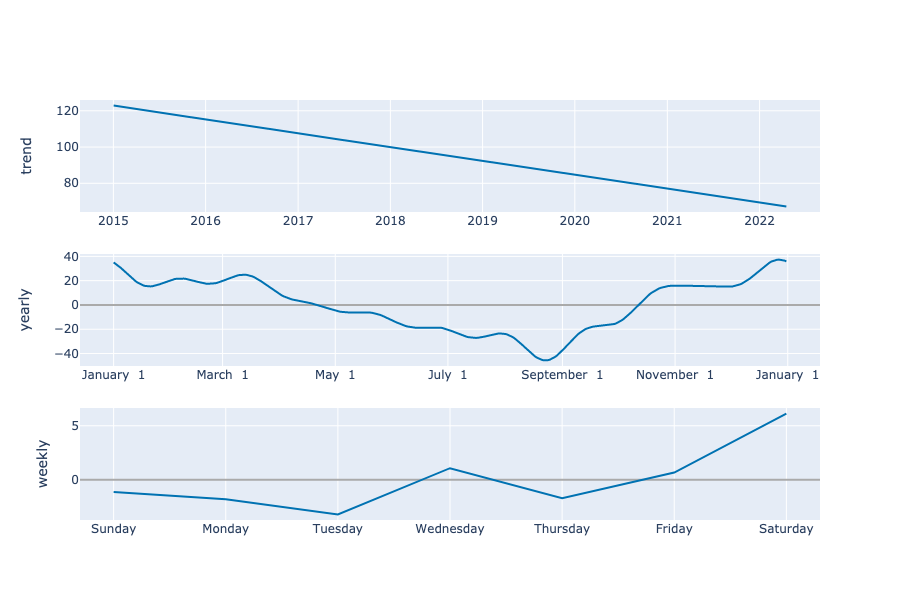 trend
120
100
80
2015 2016 2017 2018 2019 2020 2021 2022
yearly
40
20
0
−20
−40
January 1 March 1 May 1 July 1 September 1 November 1 January 1
weekly
5
0
Sunday Monday Tuesday Wednesday Thursday Friday Saturday